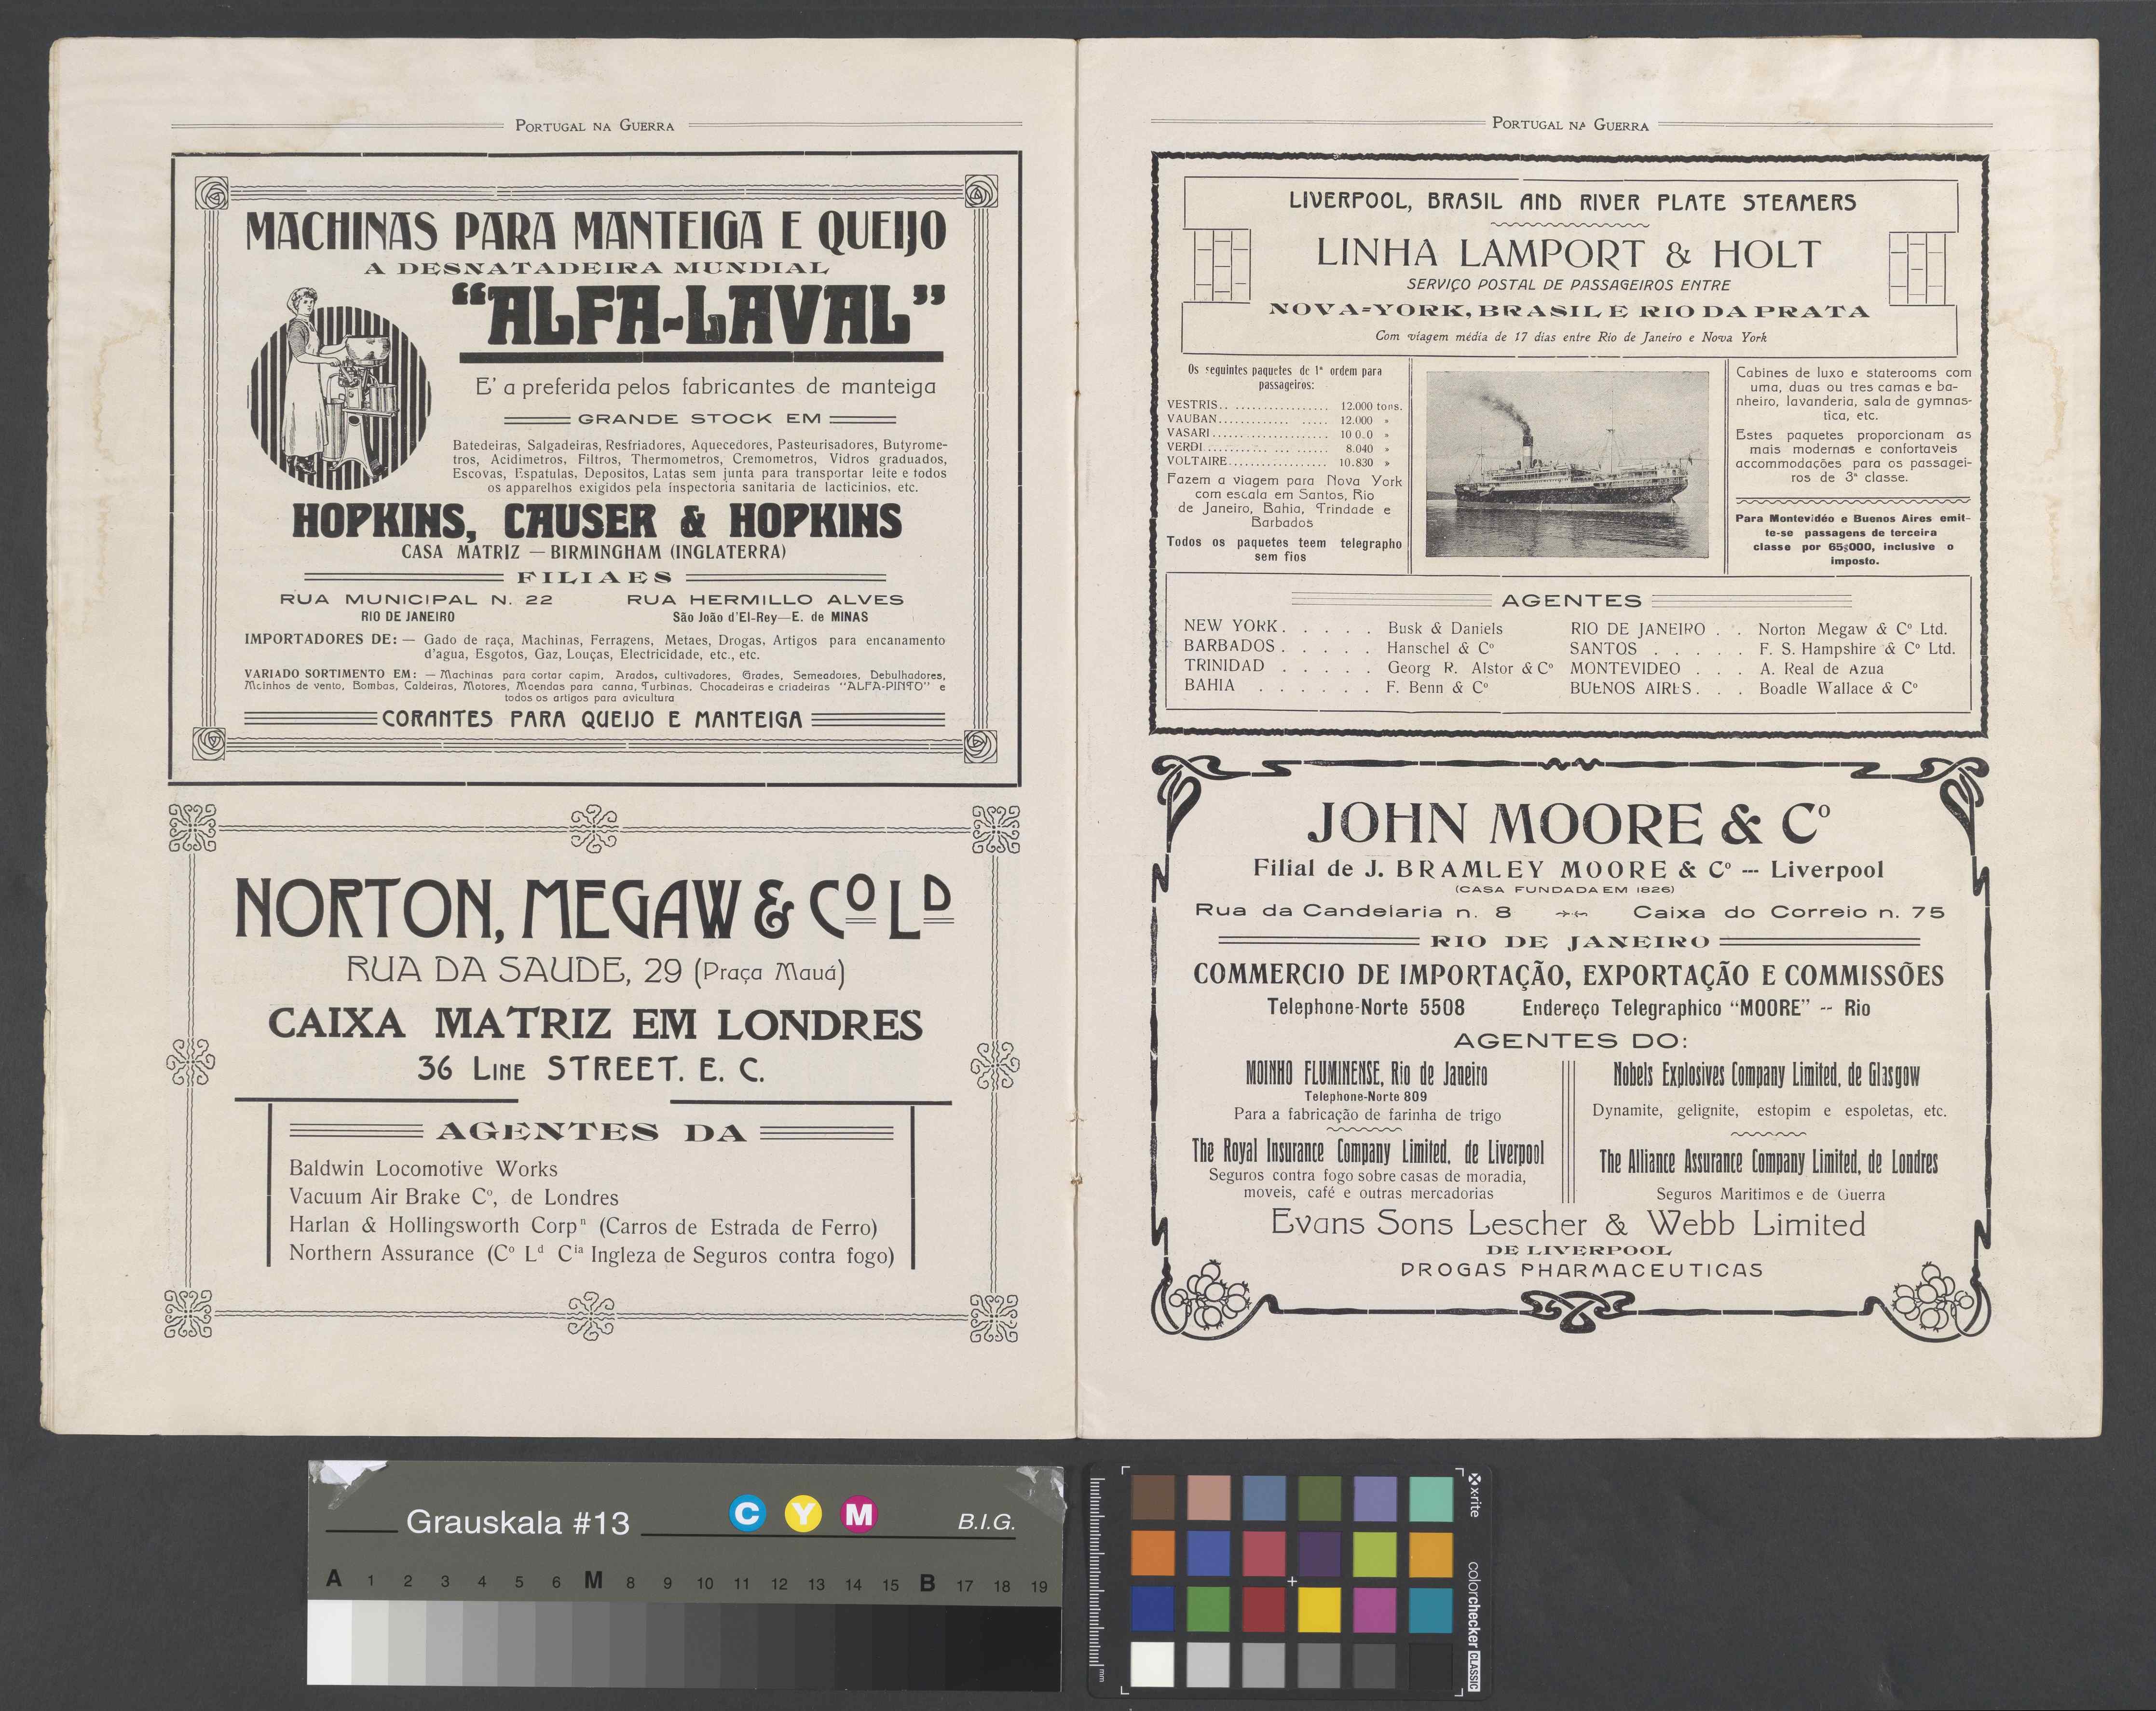 PORTUGAL NA GUERRA
MACHINAS PARA MANTEIGA E QUEIJO
A DESNATADEIRA MUNDIAL
“ALFA-LAVAL”
E' a preferida pelos fabricantes de manteiga
GRANDE STOCK EM
Batedeiras, Salgadeiras, Resfriadores, Aquecedores, Pasteurisadores, Butyrome-
tros, Acidimetros, Filtros, Thermometros, Cremometros, Vidros graduados,
Escovas, Espatulas, Depositos, Latas sem junta para transportar leite e todos
os apparelhos exigidos pela inspectoria sanitaria de lacticinios, etc.
HOPKINS, CAUSER & HOPKINS
CASA MATRIZ — BIRMINGHAM (INGLATERRA)
FILIAES
RUA MUNICIPAL N. 22 RUA HERMILLO ALVES
RIO DE JANEIRO São João d'El-Rey—E. de MINAS
IMPORTADORES DE: — Gado de raça, Machinas, Ferragens, Metaes, Drogas, Artigos para encanamento
d'agua, Esgotos, Gaz, Louças, Electricidade, etc., etc.
VARIADO SORTIMENTO EM: — Machinas para cortar capim, Arados, cultivadores, Grades, Semeadores, Debulhadores,
Moinhos de vento, Bombas, Caldeiras, Motores, Moendas para canna, Turbinas. Chocadeiras e criadeiras “ALFA-PINTO” e
todos os artigos para avicultura
CORANTES PARA QUEIJO E MANTEIGA
NORTON, MEGAW & Cº Lᴰ
RUA DA SAUDE, 29 (Praça Mauá)
CAIXA MATRIZ EM LONDRES
36 LINE STREET. E. C.
AGENTES DA
Baldwin Locomotive Works
Vacuum Air Brake Cº, de Londres
Harlan & Hollingsworth Corpⁿ (Carros de Estrada de Ferro)
Northern Assurance (Cº Lᵈ Cⁱᵃ Ingleza de Seguros contra fogo)
PORTUGAL NA GUERRA
LIVERPOOL, BRASIL AND RIVER PLATE STEAMERS
LINHA LAMPORT & HOLT
SERVIÇO POSTAL DE PASSAGEIROS ENTRE
NOVA=YORK, BRASIL E RIO DA PRATA
Com viagem média de 17 dias entre Rio de Janeiro e Nova York
Os seguintes paquetes de 1ª ordem para
passageiros:
VESTRIS.. ................. 12.000 tons.
VAUBAN............. ..... 12.000 »
VASARI...................... 10 0.0 »
VERDI.......... ... ...... 8.040 »
VOLTAIRE.................. 10.830 »
Fazem a viagem para Nova York
com escala em Santos, Rio
de Janeiro, Bahia, Trindade e
Barbados
Todos os paquetes teem telegrapho
sem fios
Cabines de luxo e staterooms com
uma, duas ou tres camas e ba-
nheiro, lavanderia, sala de gymnas-
tica, etc.
Estes paquetes proporcionam as
mais modernas e confortaveis
accommodações para os passagei-
ros de 3ª classe.
Para Montevidéo e Buenos Aires emit-
te-se passagens de terceira
classe por 65$000, inclusive o
imposto.
AGENTES
NEW YORK. . . . . Busk & Daniels RIO DE JANEIRO . . Norton Megaw & Cº Ltd.
BARBADOS. . . . . Hanschel & Cº SANTOS . . . . . F. S. Hampshire & Cº Ltd.
TRINIDAD . . . . . Georg R. Alstor & Cº MONTEVIDEO . . . A. Real de Azua
BAHIA . . . . . . F. Benn & Cº BUENOS AIRES. . . Boadle Wallace & Cº
JOHN MOORE & Cº
Filial de J. BRAMLEY MOORE & Cº --- Liverpool
(CASA FUNDADA EM 1826)
Rua da Candelaria n. 8 Caixa do Correio n. 75
RIO DE JANEIRO
COMMERCIO DE IMPORTAÇÃO, EXPORTAÇÃO E COMMISSÕES
Telephone-Norte 5508 Endereço Telegraphico “MOORE” -- Rio
AGENTES DO:
MOINHO FLUMINENSE, Rio de Janeiro
Telephone-Norte 809
Para a fabricação de farinha de trigo
The Royal Insurance Company Limited, de Liverpool
Seguros contra fogo sobre casas de moradia,
moveis, café e outras mercadorias
Nobels Explosives Company Limited, de Glasgow
Dynamite, gelignite, estopim e espoletas, etc.
The Alliance Assurance Company Limited, de Londres
Seguros Maritimos e de Guerra
Evans Sons Lescher & Webb Limited
DE LIVERPOOL
DROGAS PHARMACEUTICAS
Grauskala #13 C Y M B.I.G.
A 1 2 3 4 5 6 M 8 9 10 11 12 13 14 15 B 17 18 19
x-rite
colorchecker CLASSIC
mm